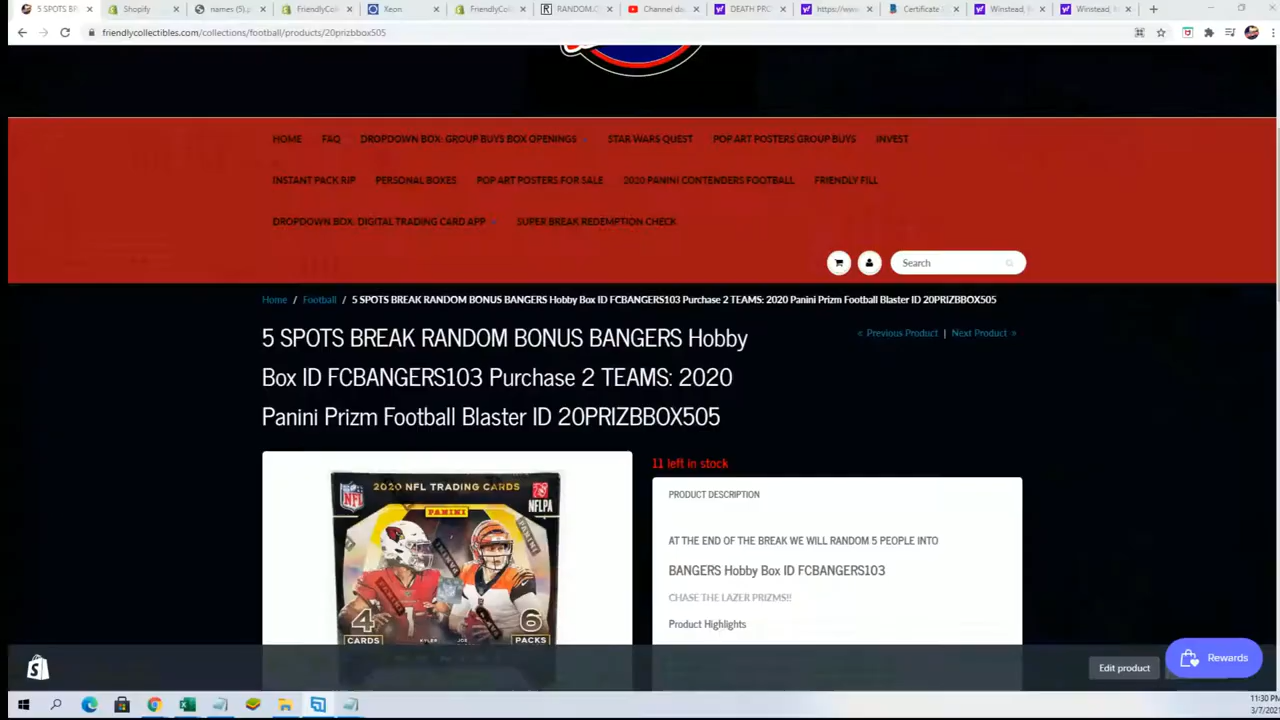 5 SPOTS BR
Shopify
names (5).p
FriendlyCol
Xeon
FriendlyCol
RANDOM.C
Channel da
DEATH PRO
https://www
Certificate
Winstead,
Winstead,
friendlycollectibles.com/collections/football/products/20prizbbox505
HOME FAQ DROPDOWN BOX: GROUP BUYS BOX OPENINGS STAR WARS QUEST POP ART POSTERS GROUP BUYS INVEST
INSTANT PACK RIP PERSONAL BOXES POP ART POSTERS FOR SALE 2020 PANINI CONTENDERS FOOTBALL FRIENDLY FILL
DROPDOWN BOX: DIGITAL TRADING CARD APP SUPER BREAK REDEMPTION CHECK
Search
Home / Football / 5 SPOTS BREAK RANDOM BONUS BANGERS Hobby Box ID FCBANGERS103 Purchase 2 TEAMS: 2020 Panini Prizm Football Blaster ID 20PRIZBBOX505
5 SPOTS BREAK RANDOM BONUS BANGERS Hobby
Box ID FCBANGERS103 Purchase 2 TEAMS: 2020
Panini Prizm Football Blaster ID 20PRIZBBOX505
< Previous Product | Next Product >
2020 NFL TRADING CARDS
NFL
PANINI
NFLPA
4
CARDS
6
PACKS
11 left in stock
PRODUCT DESCRIPTION
AT THE END OF THE BREAK WE WILL RANDOM 5 PEOPLE INTO
BANGERS Hobby Box ID FCBANGERS103
CHASE THE LAZER PRIZMS!!
Product Highlights
Edit product
Rewards
11:30 PM
3/7/2021